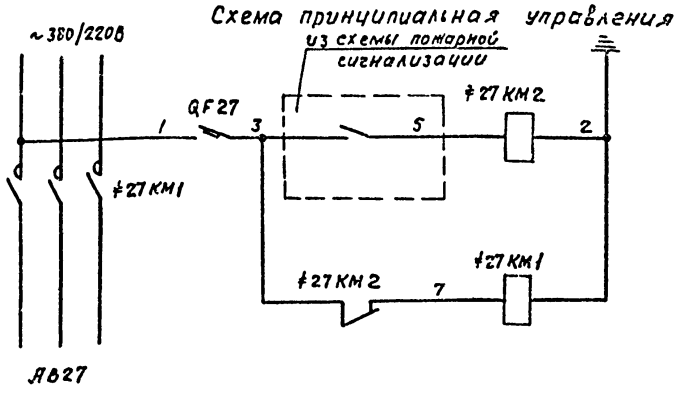 Схема принципиальная управления
~380/220В
из схемы пожарной
сигнализации
QF27
≠27КМ2
1
3
5
2
≠27КМ1
≠27КМ2
7
≠27КМ1
ЯВ27